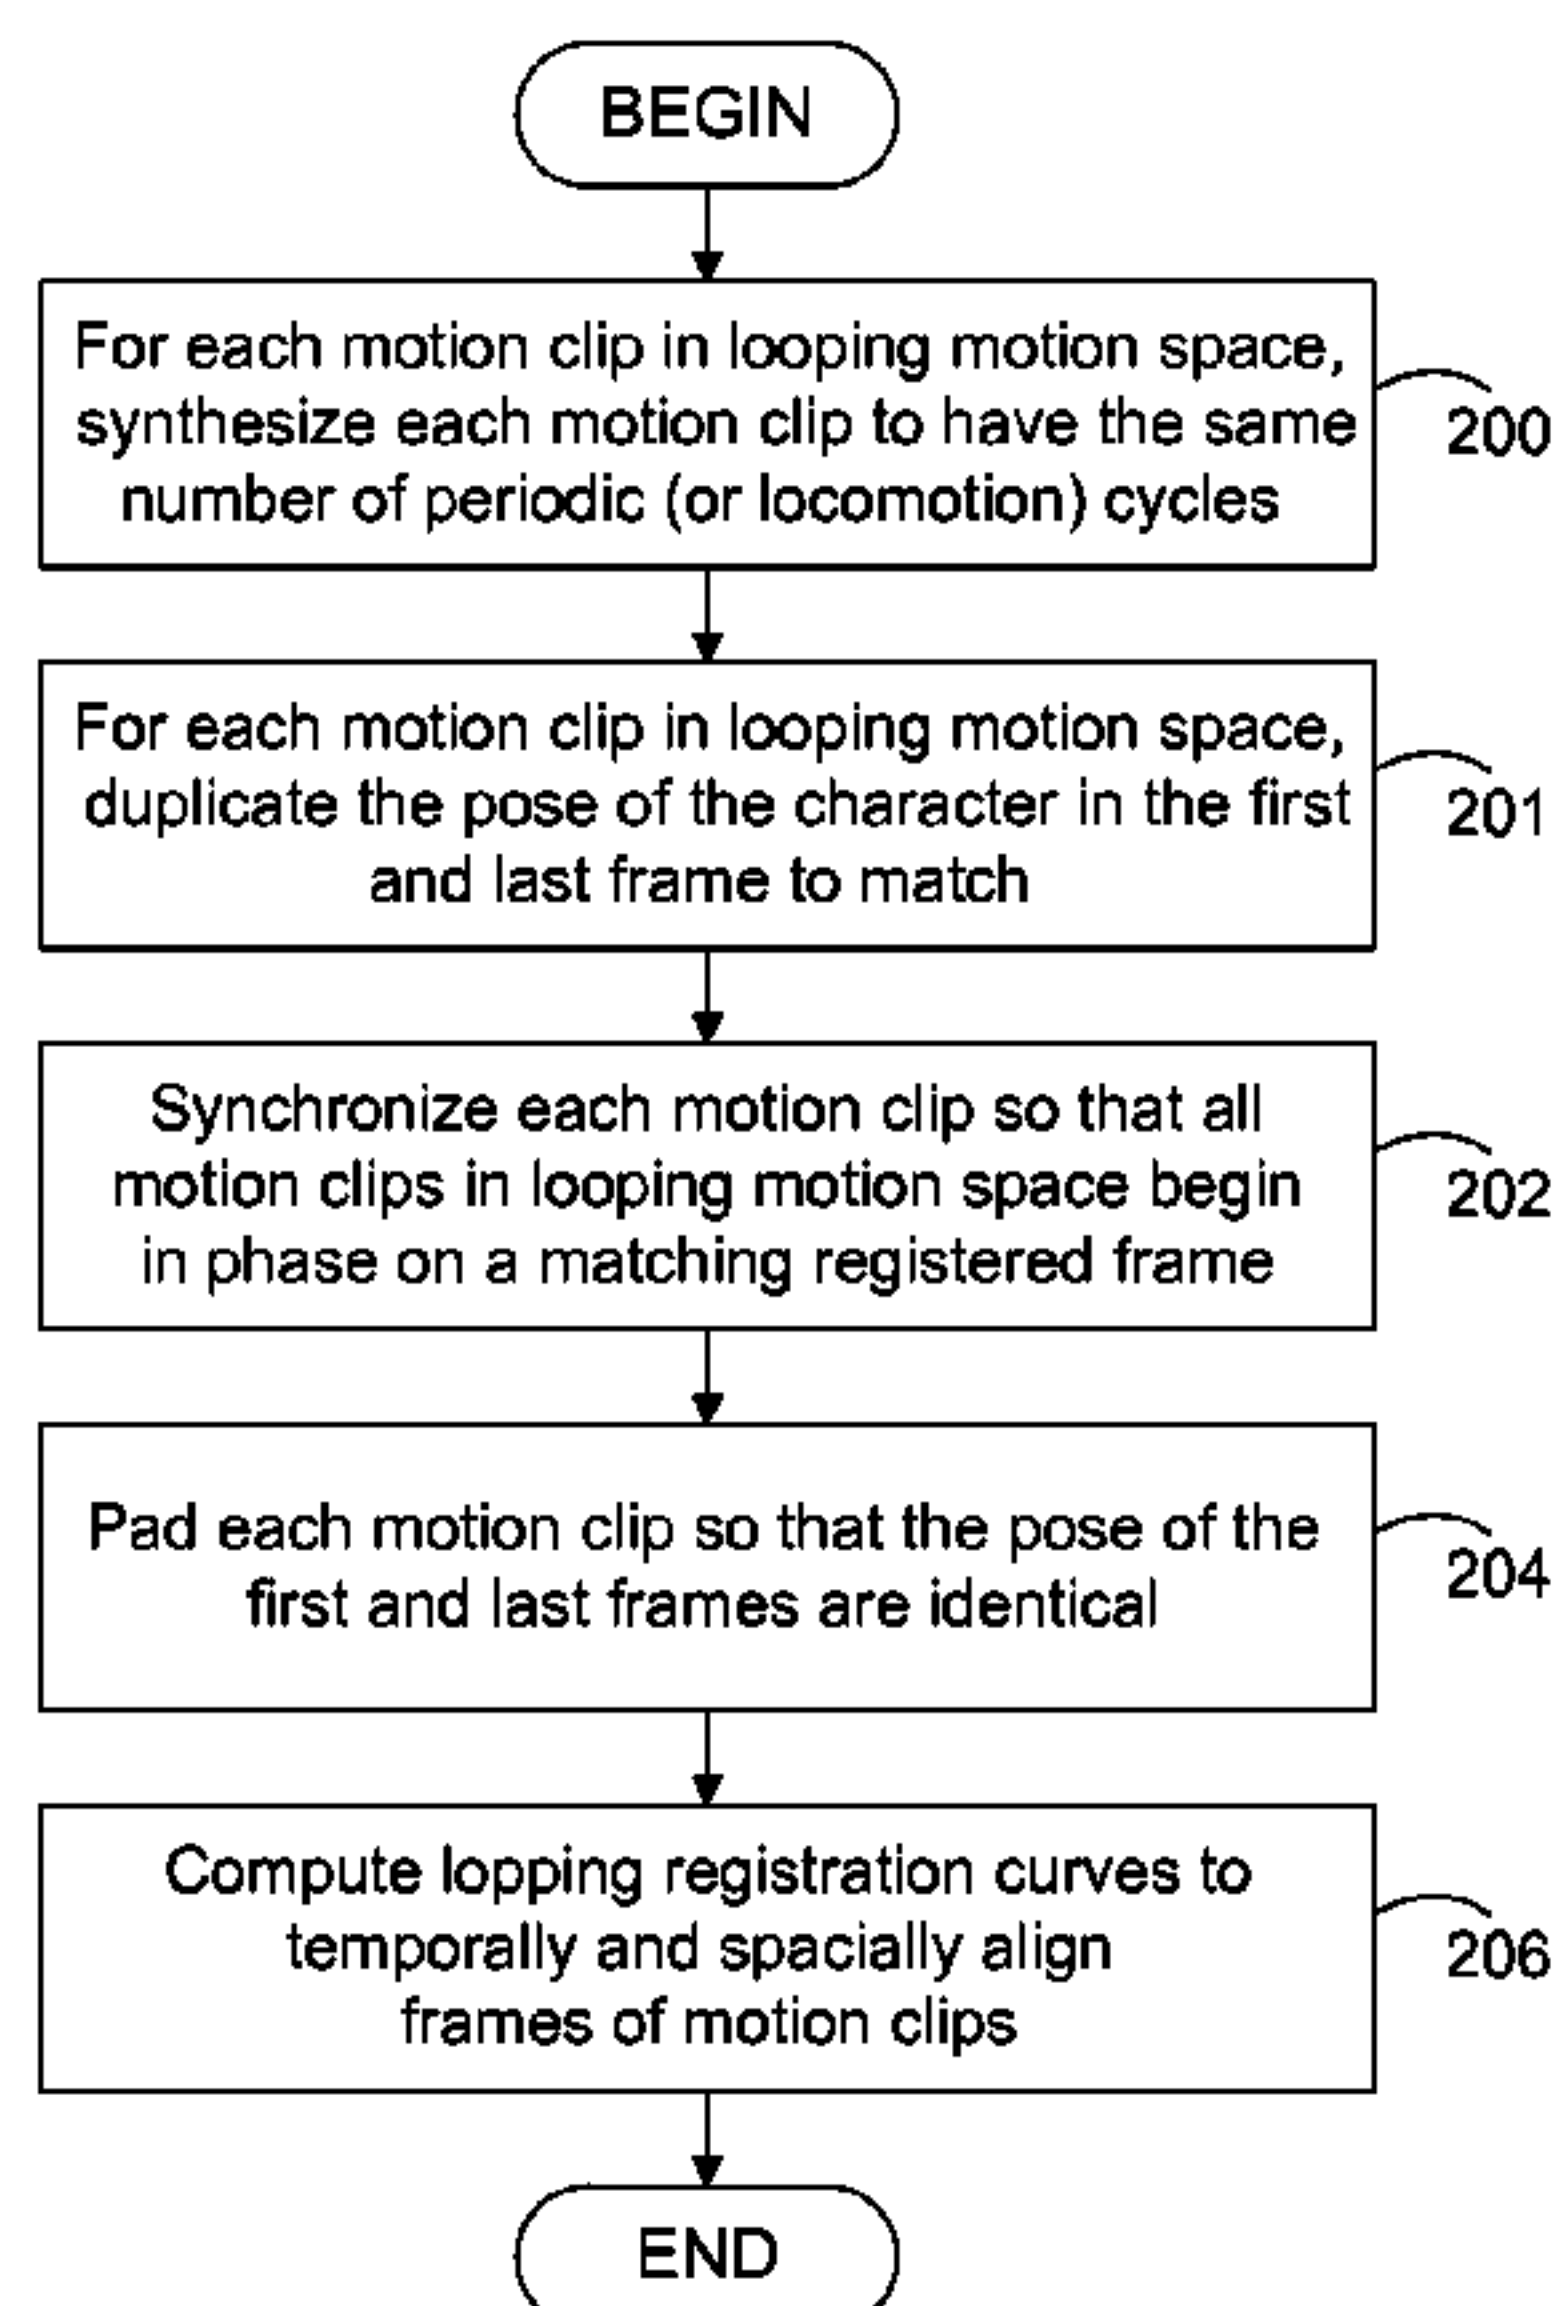 BEGIN
For each motion clip in looping motion space,
synthesize each motion clip to have the same
number of periodic (or locomotion) cycles
200
For each motion clip in looping motion space,
duplicate the pose of the character in the first
and last frame to match
201
Synchronize each motion clip so that all
motion clips in looping motion space begin
in phase on a matching registered frame
202
Pad each motion clip so that the pose of the
first and last frames are identical
204
Compute lopping registration curves to
temporally and spacially align
frames of motion clips
206
END